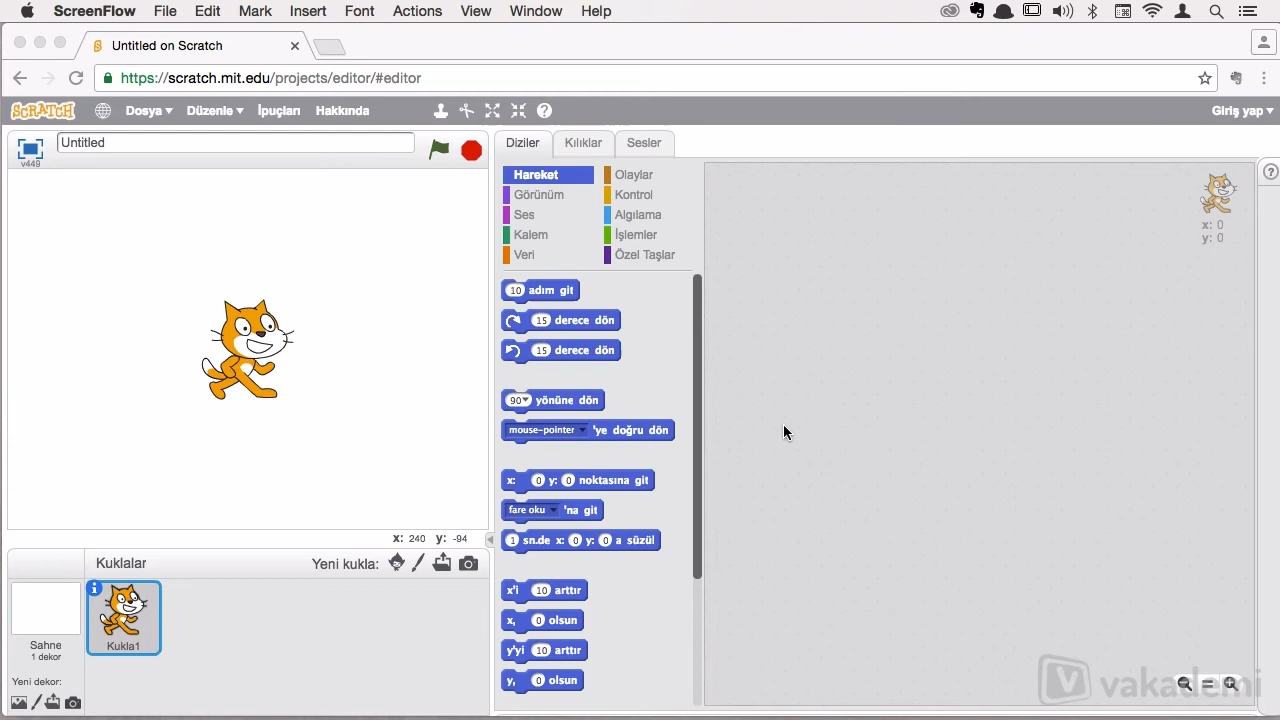 ScreenFlow File Edit Mark Insert Font Actions View Window Help
Untitled on Scratch
https://scratch.mit.edu/projects/editor/#editor
SCRATCH Dosya Düzenle İpuçları Hakkında Giriş yap
v449
Untitled
Diziler Kılıklar Sesler
Hareket Olaylar
Görünüm Kontrol
Ses Algılama
Kalem İşlemler
Veri Özel Taşlar
x: 0
y: 0
10 adım git
15 derece dön
15 derece dön
90 yönüne dön
mouse-pointer 'ye doğru dön
x: 0 y: 0 noktasına git
fare oku 'na git
1 sn.de x: 0 y: 0 a süzül
x'i 10 arttır
x, 0 olsun
y'yi 10 arttır
y, 0 olsun
x: 240 y: -94
Kuklalar Yeni kukla:
Sahne
1 dekor
Yeni dekor:
Kukla1
vakademi